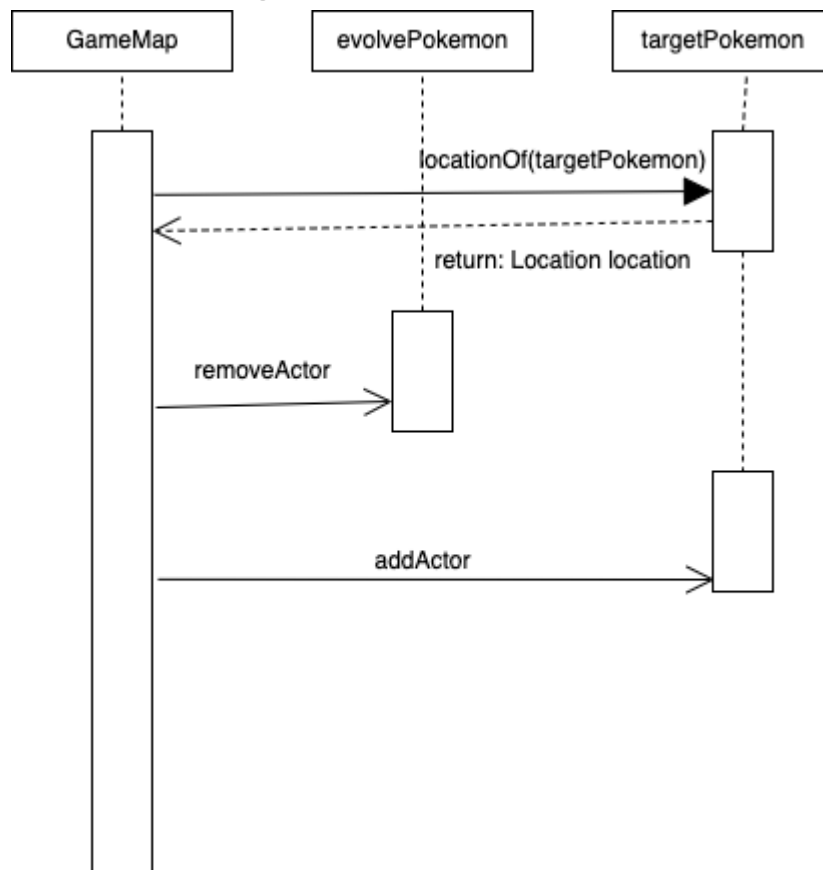 GameMap
evolvePokemon
targetPokemon
locationOf(targetPokemon)
return: Location location
removeActor
addActor